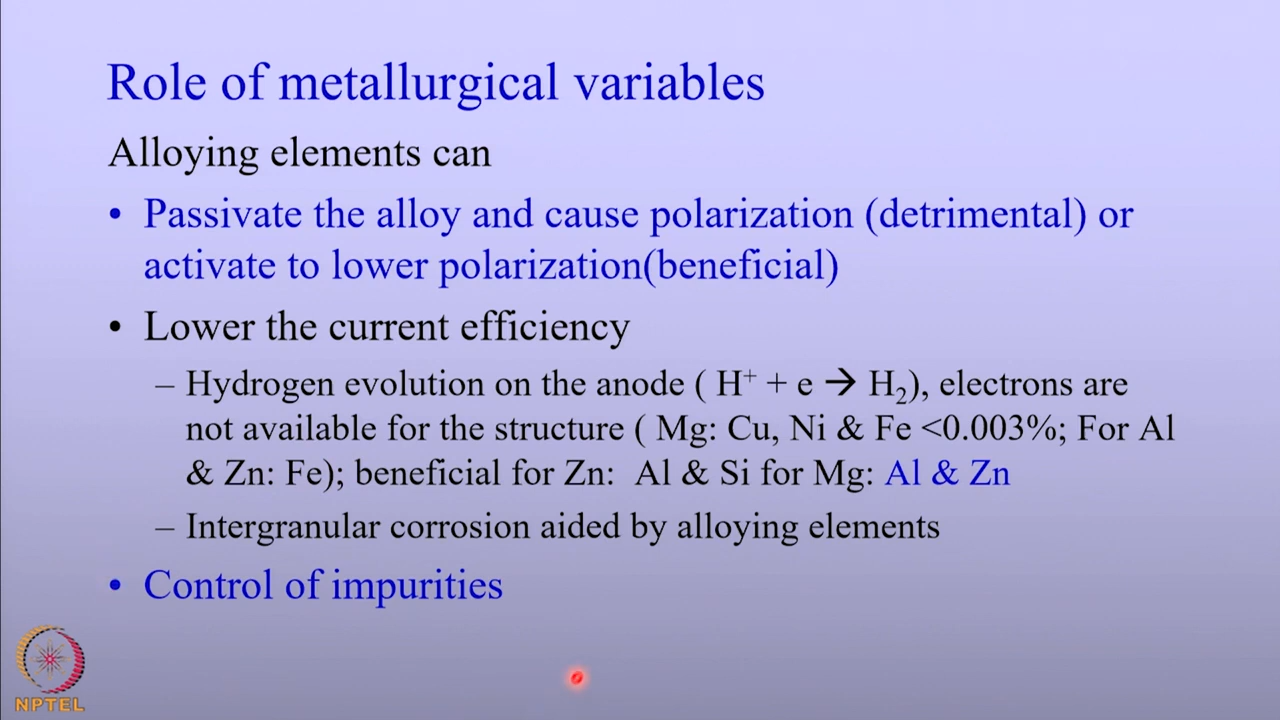 Role of metallurgical variables
Alloying elements can
• Passivate the alloy and cause polarization (detrimental) or
activate to lower polarization(beneficial)
• Lower the current efficiency
– Hydrogen evolution on the anode ( H⁺ + e → H₂), electrons are
not available for the structure ( Mg: Cu, Ni & Fe <0.003%; For Al
& Zn: Fe); beneficial for Zn: Al & Si for Mg: Al & Zn
– Intergranular corrosion aided by alloying elements
• Control of impurities
NPTEL